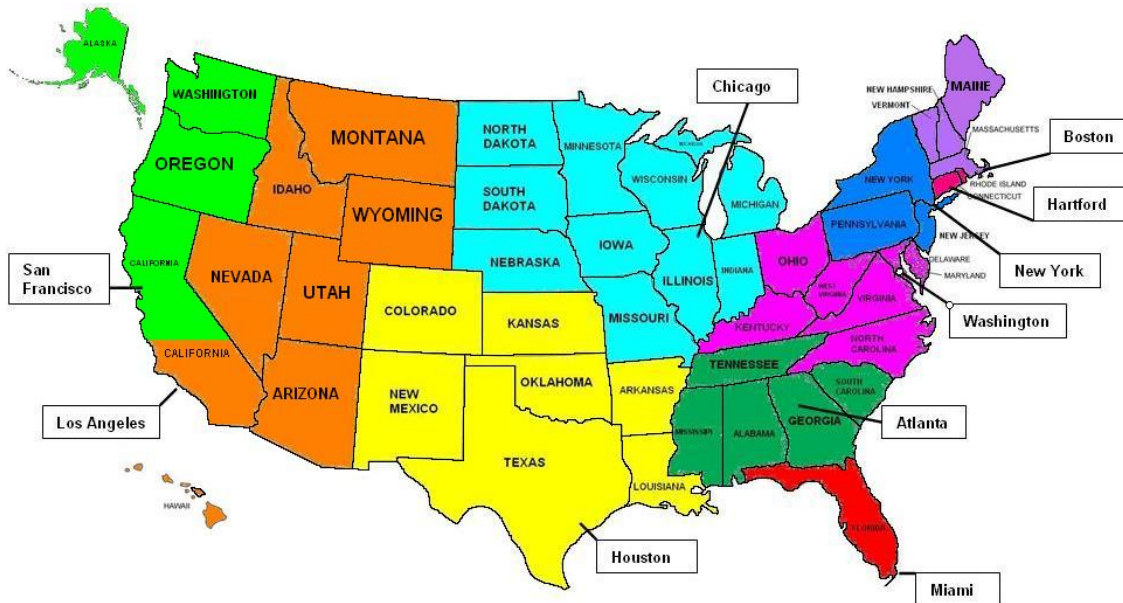 ALASKA
WASHINGTON
OREGON
CALIFORNIA
San
Francisco
MONTANA
IDAHO
WYOMING
NEVADA
UTAH
CALIFORNIA
ARIZONA
Los Angeles
HAWAII
NORTH
DAKOTA
SOUTH
DAKOTA
NEBRASKA
MINNESOTA
IOWA
MISSOURI
WISCONSIN
MICHIGAN
MICHIGAN
ILLINOIS
INDIANA
Chicago
COLORADO
KANSAS
NEW
MEXICO
OKLAHOMA
TEXAS
ARKANSAS
LOUISIANA
Houston
OHIO
WEST
VIRGINIA
VIRGINIA
KENTUCKY
NORTH
CAROLINA
DELAWARE
MARYLAND
Washington
TENNESSEE
MISSISSIPI
ALABAMA
GEORGIA
SOUTH
CAROLINA
Atlanta
FLORIDA
Miami
NEW YORK
PENNSYLVANIA
NEW JERSEY
New York
MAINE
NEW HAMPSHIRE
VERMONT
MASSACHUSETTS
Boston
RHODE ISLAND
CONNECTICUT
Hartford